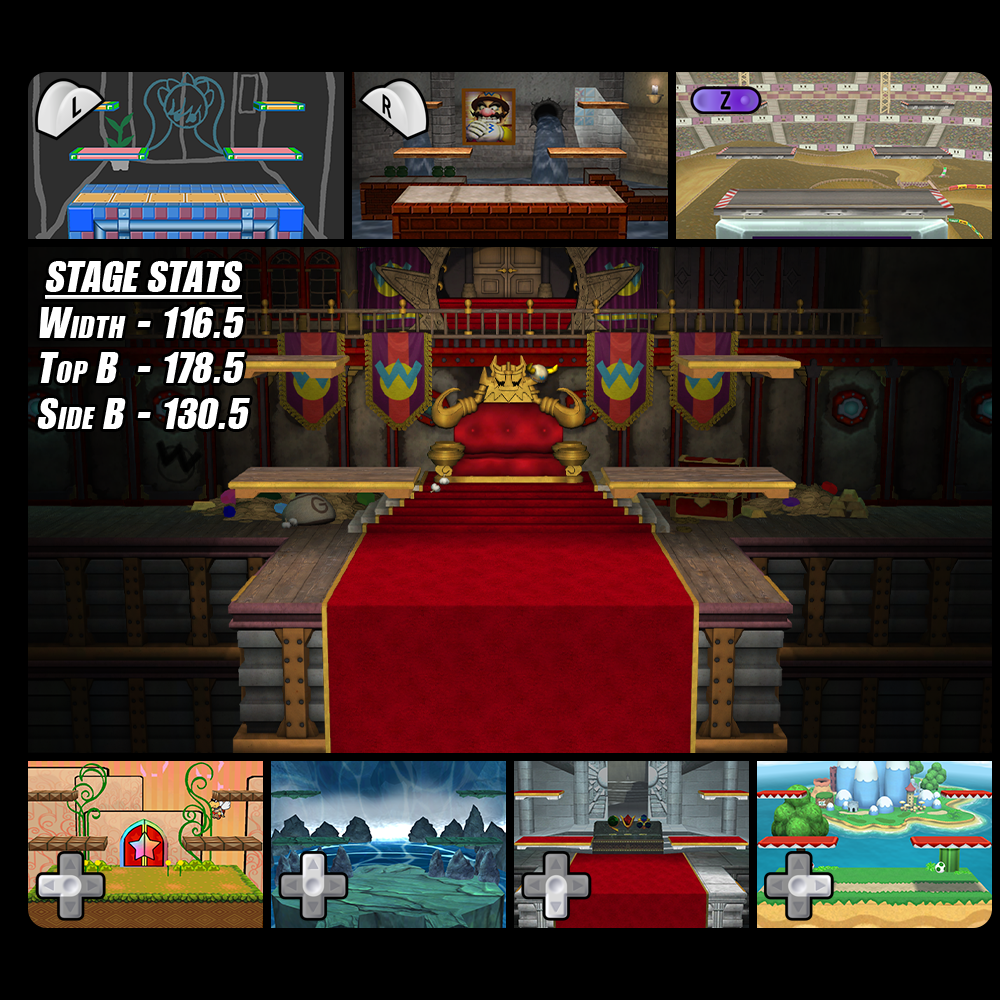 L
R
Z
STAGE STATS
WIDTH - 116.5
TOP B - 178.5
SIDE B - 130.5